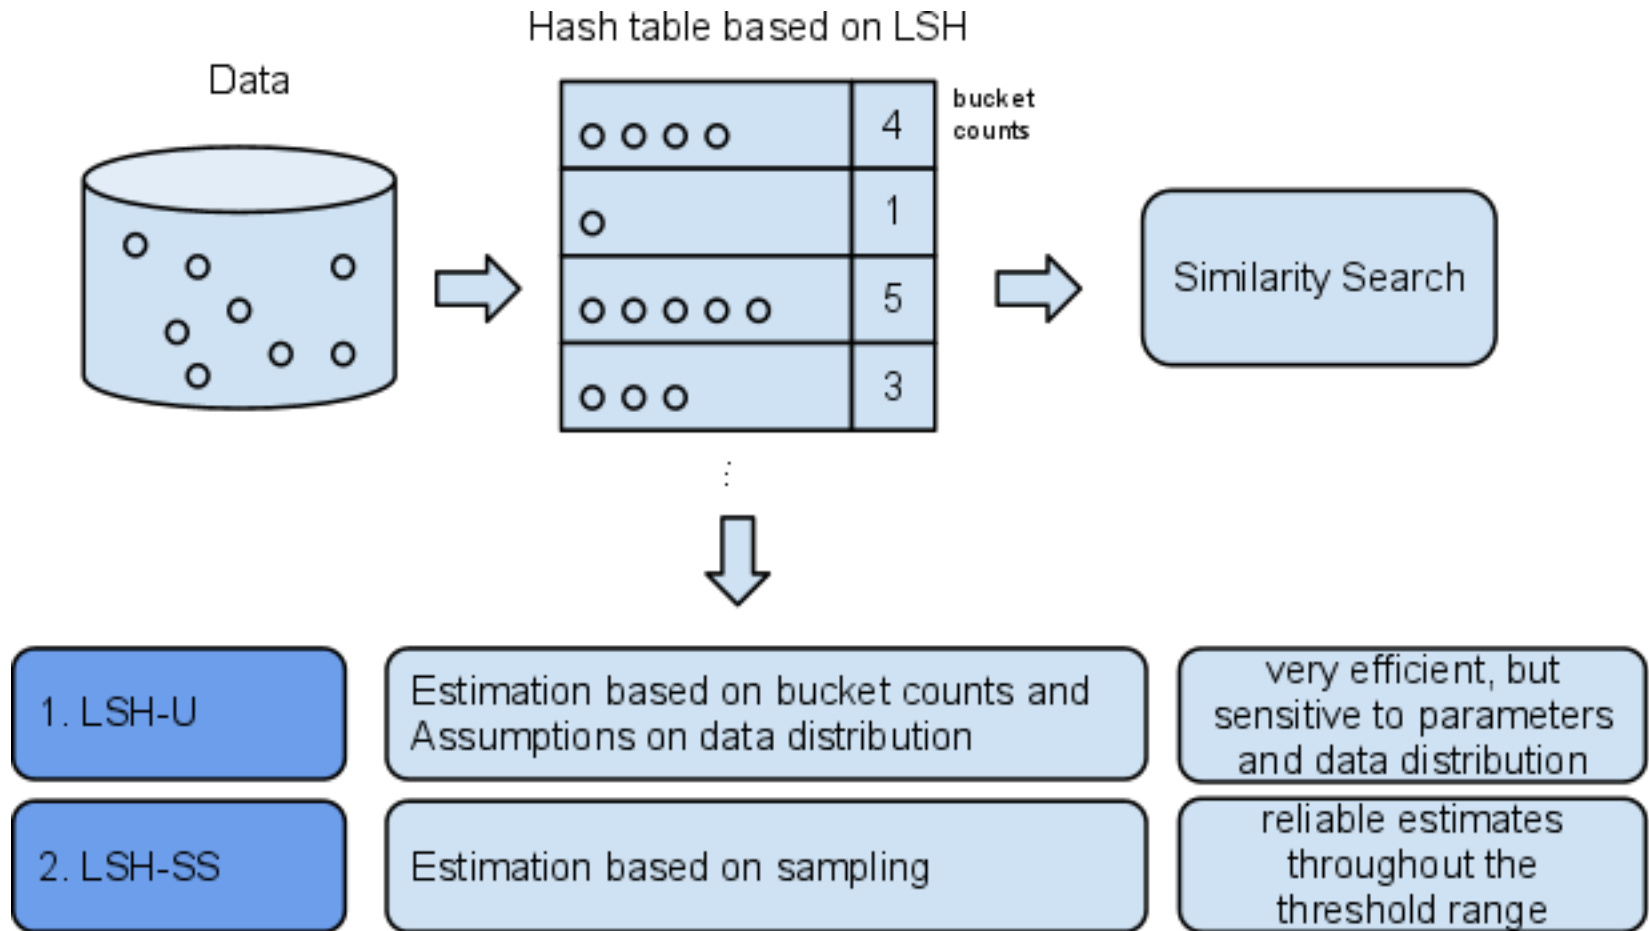 Hash table based on LSH
Data
bucket
counts
4
1
5
3
Similarity Search
⋮
1. LSH-U
Estimation based on bucket counts and
Assumptions on data distribution
very efficient, but
sensitive to parameters
and data distribution
2. LSH-SS
Estimation based on sampling
reliable estimates
throughout the
threshold range